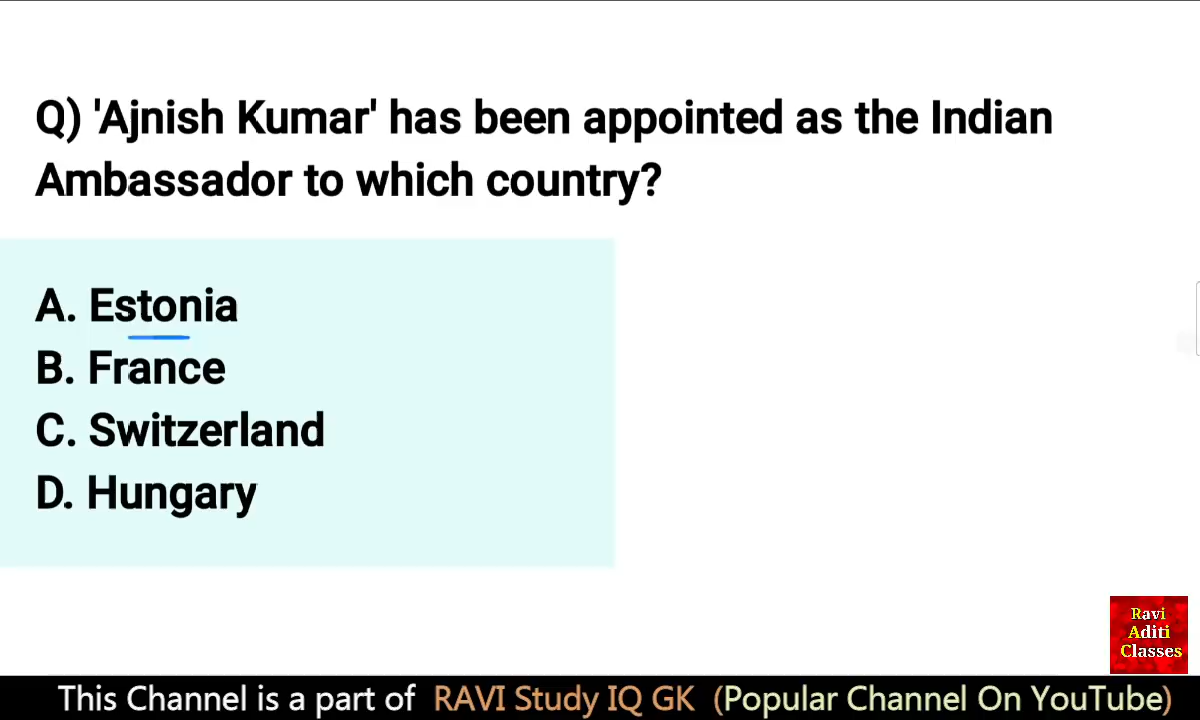 Q) 'Ajnish Kumar' has been appointed as the Indian
Ambassador to which country?
A. Estonia
B. France
C. Switzerland
D. Hungary
Ravi
Aditi
Classes
This Channel is a part of RAVI Study IQ GK (Popular Channel On YouTube)